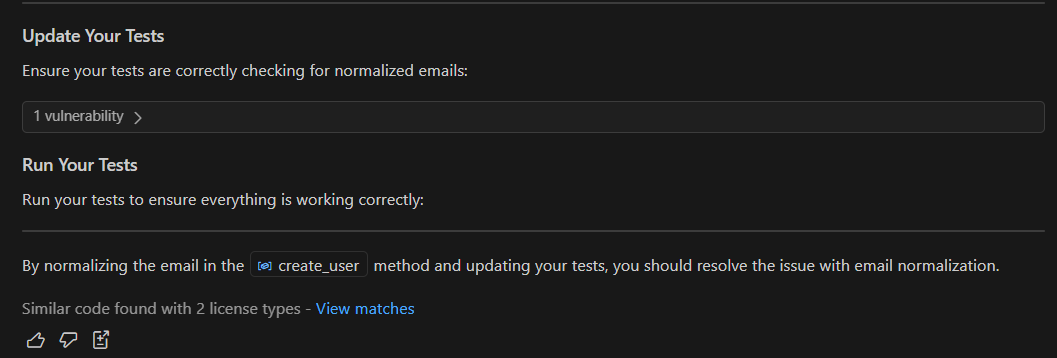 Update Your Tests
Ensure your tests are correctly checking for normalized emails:
1 vulnerability
Run Your Tests
Run your tests to ensure everything is working correctly:
By normalizing the email in the create_user method and updating your tests, you should resolve the issue with email normalization.
Similar code found with 2 license types - View matches